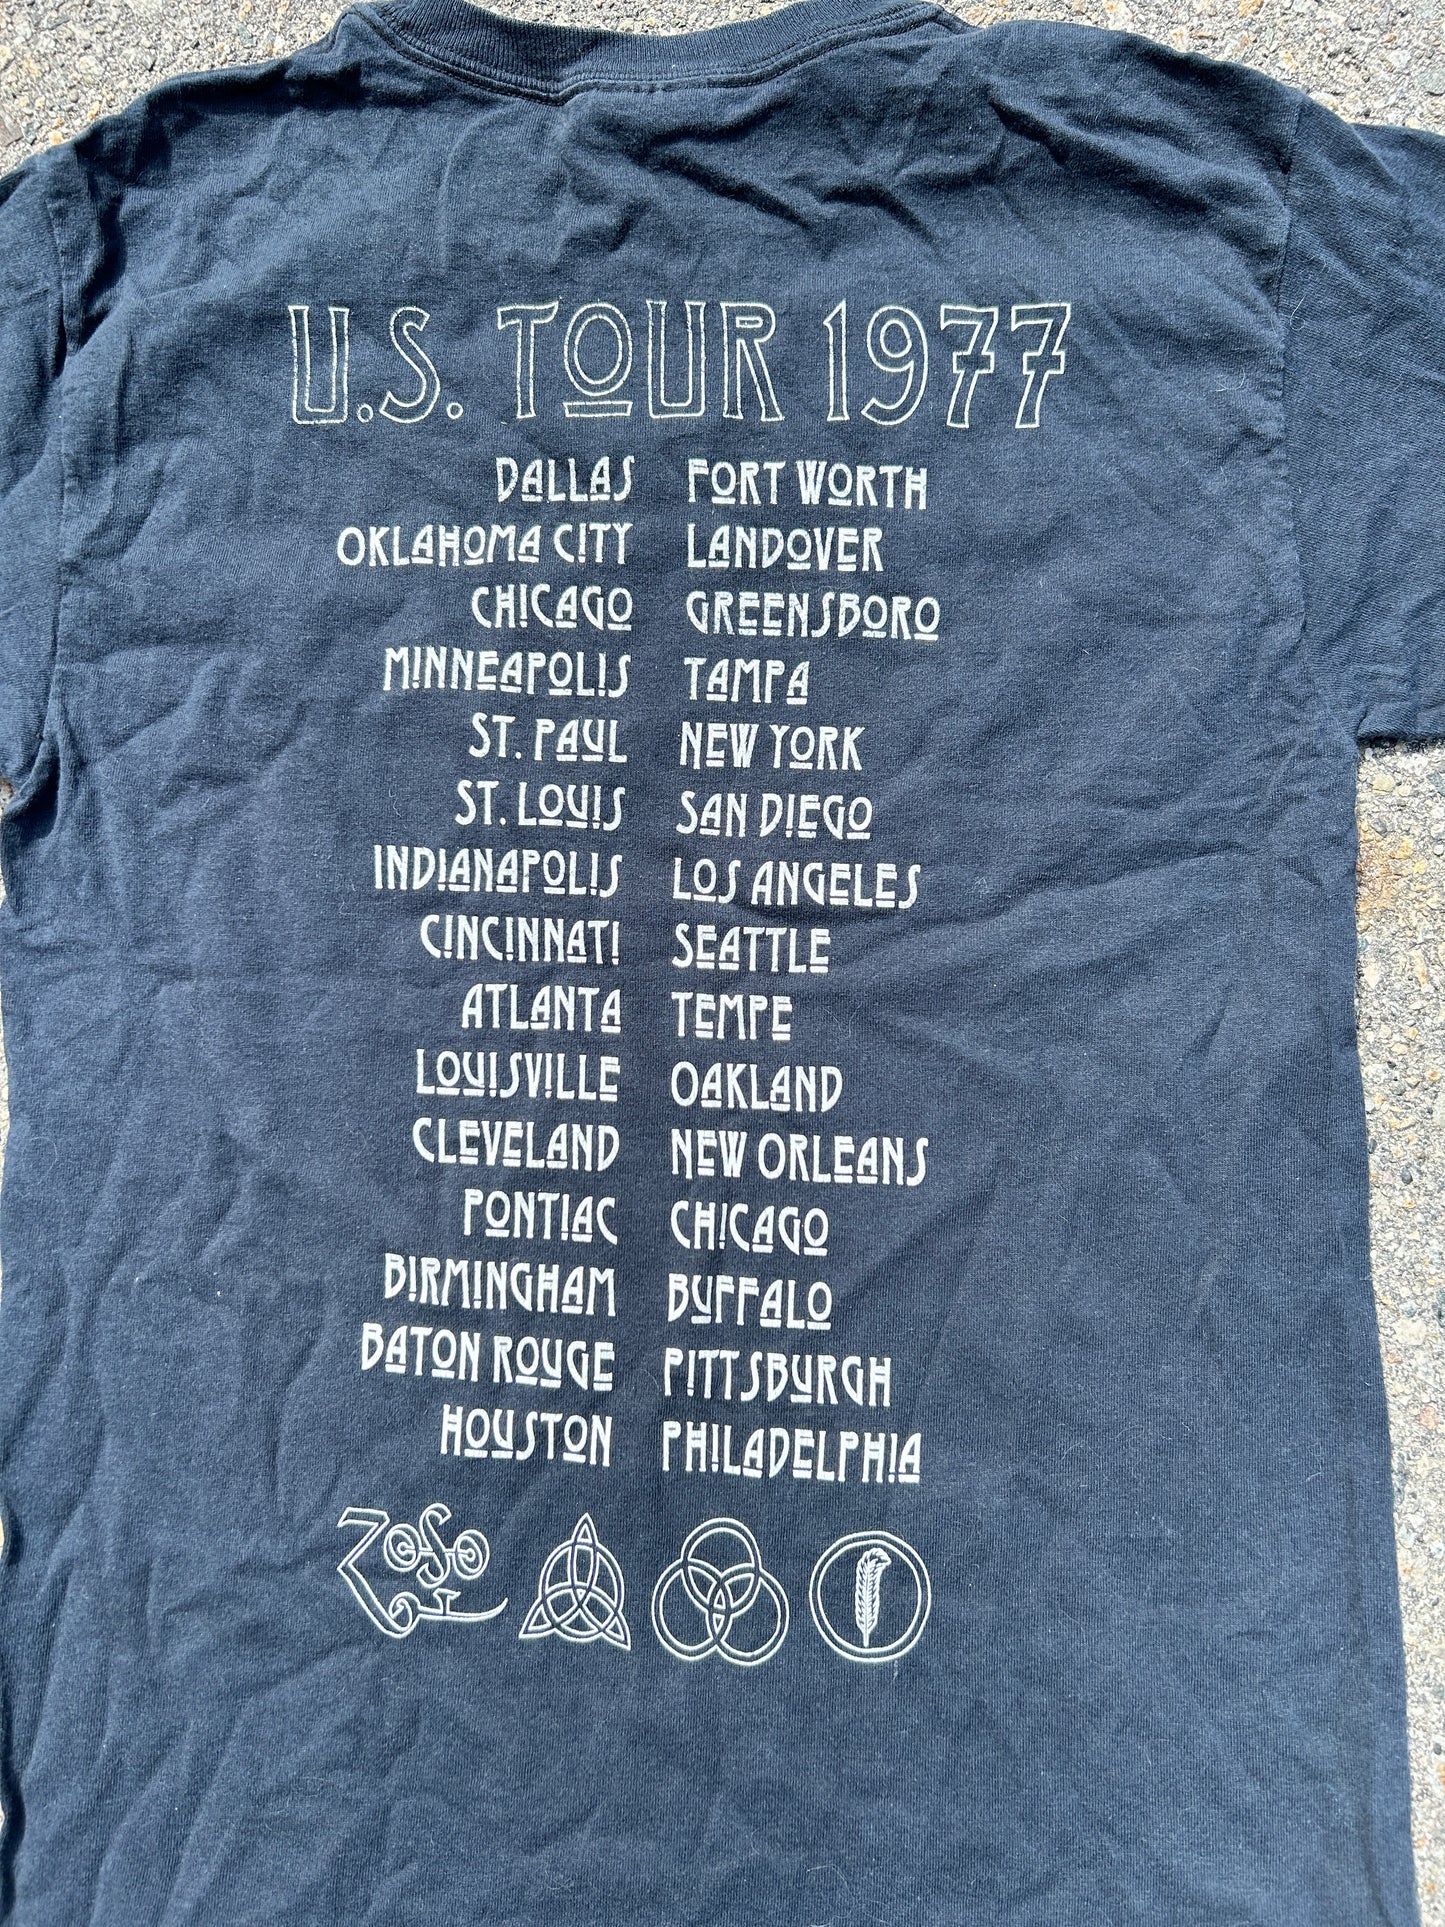 U.S. TOUR 1977
DALLAS FORT WORTH
OKLAHOMA CITY LANDOVER
CHICAGO GREENSBORO
MINNEAPOLIS TAMPA
ST. PAUL NEW YORK
ST. LOUIS SAN DIEGO
INDIANAPOLIS LOS ANGELES
CINCINNATI SEATTLE
ATLANTA TEMPE
LOUISVILLE OAKLAND
CLEVELAND NEW ORLEANS
PONTIAC CHICAGO
BIRMINGHAM BUFFALO
BATON ROUGE PITTSBURGH
HOUSTON PHILADELPHIA
ZOSO